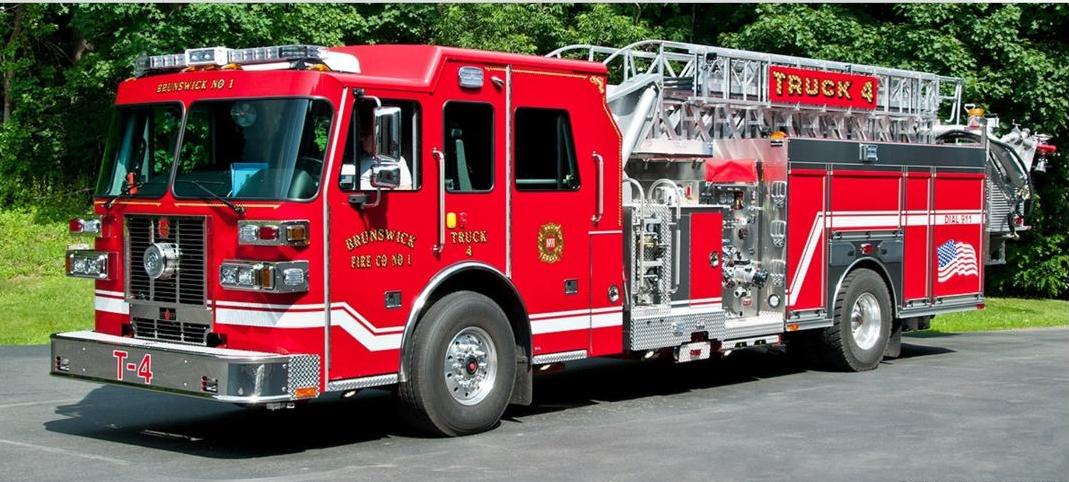 BRUNSWICK NO 1
TRUCK 4
BRUNSWICK
FIRE CO NO 1
TRUCK
4
DIAL 911
T-4